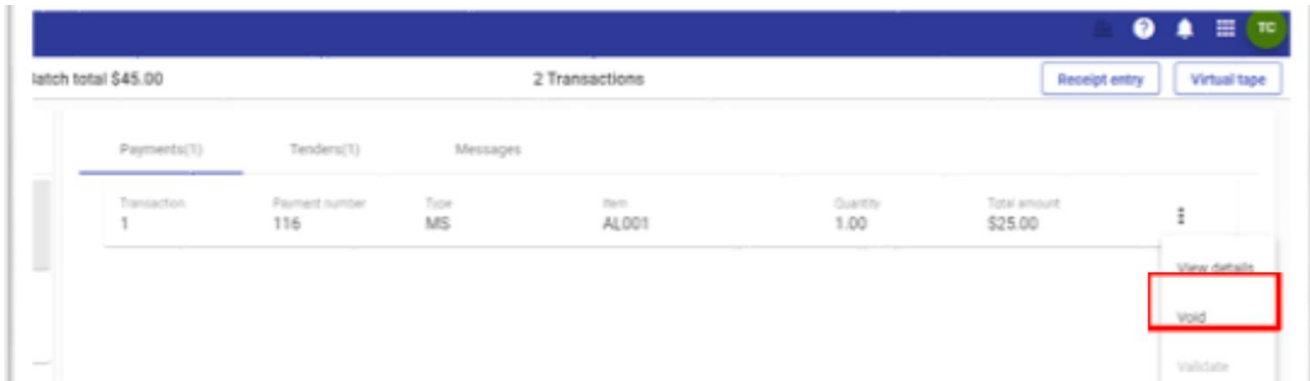 ? TC
latch total $45.00 2 Transactions Receipt entry Virtual tape
Payments(1) Tenders(1) Messages
Transaction Payment number Type Item Quantity Total amount
1 116 MS AL001 1.00 $25.00
View details
Void
Validate